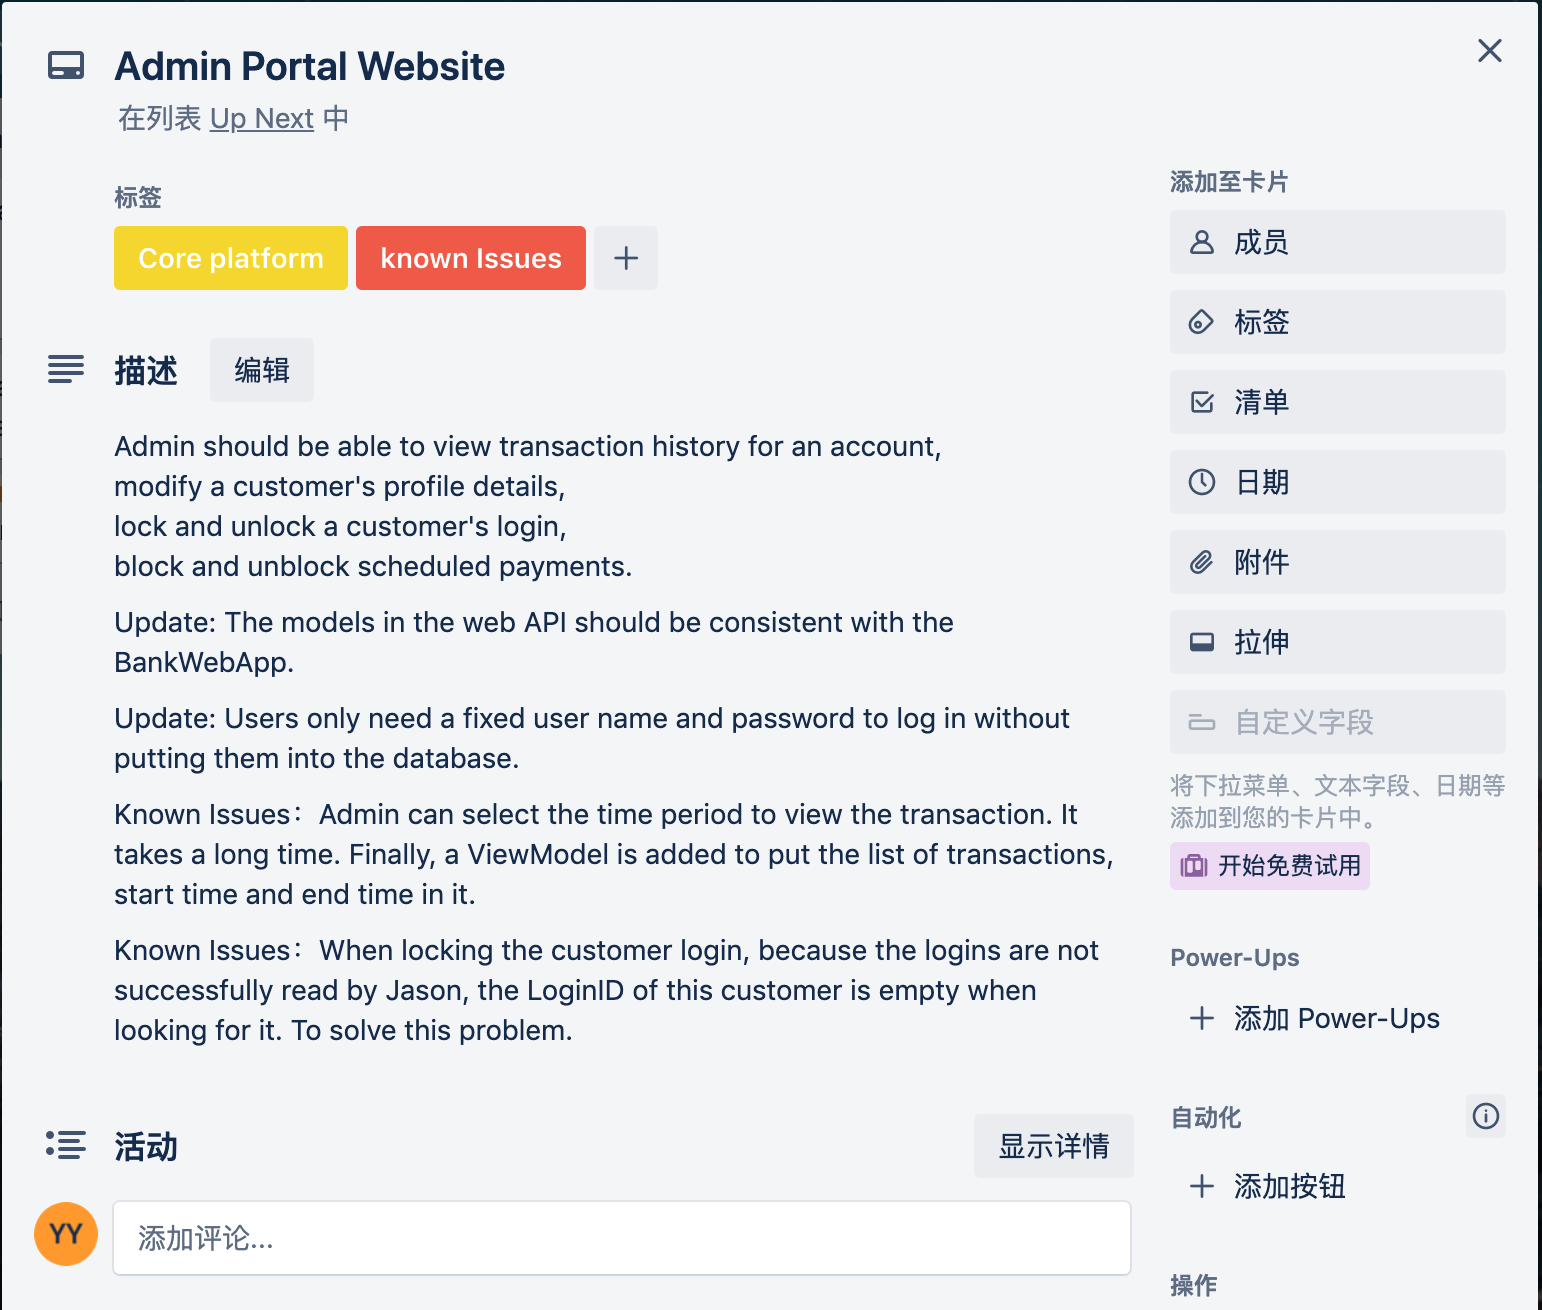 Admin Portal Website
在列表 Up Next 中
标签
Core platform
known Issues
描述
编辑
Admin should be able to view transaction history for an account,
modify a customer's profile details,
lock and unlock a customer's login,
block and unblock scheduled payments.
Update: The models in the web API should be consistent with the
BankWebApp.
Update: Users only need a fixed user name and password to log in without
putting them into the database.
Known Issues：Admin can select the time period to view the transaction. It
takes a long time. Finally, a ViewModel is added to put the list of transactions,
start time and end time in it.
Known Issues：When locking the customer login, because the logins are not
successfully read by Jason, the LoginID of this customer is empty when
looking for it. To solve this problem.
活动
显示详情
YY
添加评论...
添加至卡片
成员
标签
清单
日期
附件
拉伸
自定义字段
将下拉菜单、文本字段、日期等
添加到您的卡片中。
开始免费试用
Power-Ups
添加 Power-Ups
自动化
添加按钮
操作